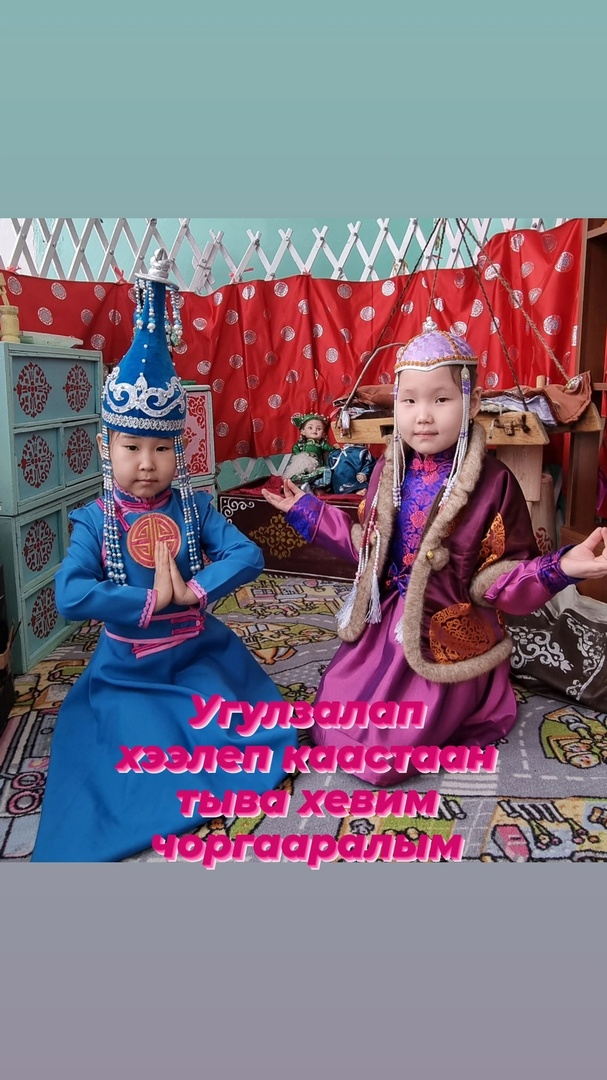 Угулзалап
хээлеп каастаан
тыва хевим
чоргааралым